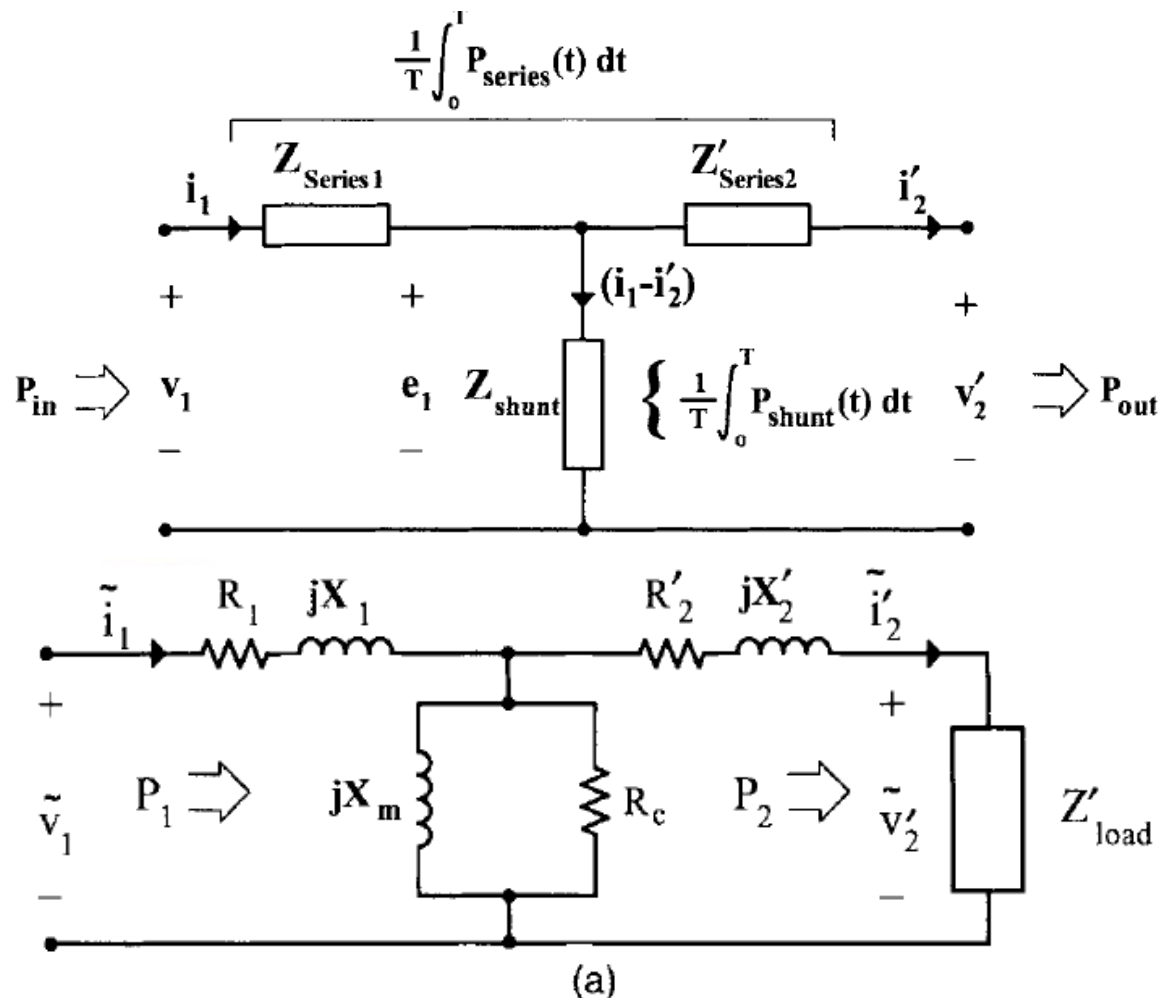 1/T ∫₀ᵀ P_series(t) dt
Z_Series1
Z′_Series2
i₁
i′₂
(i₁-i′₂)
+ + +
P_in v₁ e₁ Z_shunt { 1/T ∫₀ᵀ P_shunt(t) dt v′₂ P_out
− − −
ĩ₁ R₁ jX₁ R′₂ jX′₂ ĩ′₂
+ +
P₁ jX_m R_c P₂
ṽ₁ ṽ′₂ Z′_load
− −
(a)